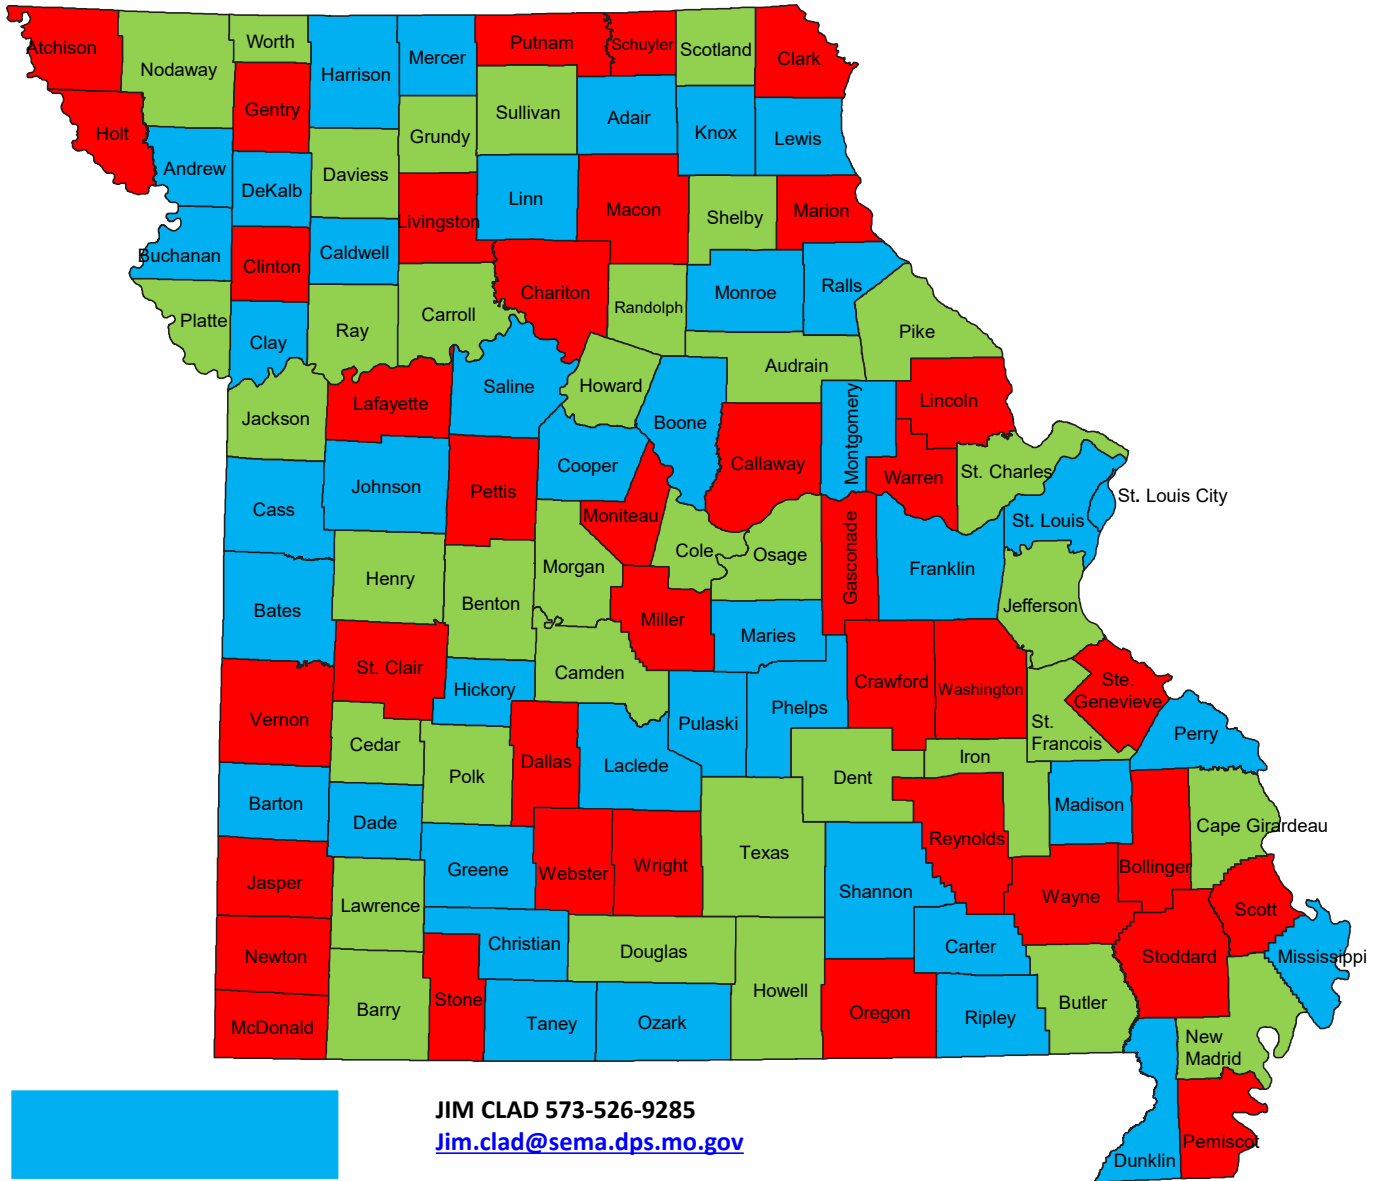 Atchison
Nodaway
Worth
Harrison
Mercer
Putnam
Schuyler
Scotland
Clark
Gentry
Holt
Andrew
DeKalb
Daviess
Grundy
Sullivan
Adair
Knox
Lewis
Livingston
Linn
Macon
Shelby
Marion
Buchanan
Clinton
Caldwell
Chariton
Randolph
Monroe
Ralls
Platte
Clay
Ray
Carroll
Pike
Audrain
Howard
Saline
Jackson
Lafayette
Boone
Montgomery
Lincoln
Callaway
Cooper
Johnson
Pettis
Cass
Moniteau
Warren
St. Charles
St. Louis City
St. Louis
Cole
Osage
Gasconade
Franklin
Henry
Benton
Morgan
Bates
Miller
Maries
Jefferson
St. Clair
Hickory
Camden
Crawford
Washington
Ste.
Genevieve
Vernon
Pulaski
Phelps
St.
Francois
Perry
Cedar
Polk
Dallas
Laclede
Dent
Iron
Barton
Dade
Madison
Cape Girardeau
Reynolds
Texas
Greene
Webster
Wright
Bollinger
Jasper
Lawrence
Shannon
Wayne
Scott
Newton
Christian
Douglas
Carter
Stoddard
Mississippi
Stone
Howell
Butler
McDonald
Barry
Taney
Ozark
Oregon
Ripley
New
Madrid
Pemiscot
Dunklin
JIM CLAD 573-526-9285
Jim.clad@sema.dps.mo.gov